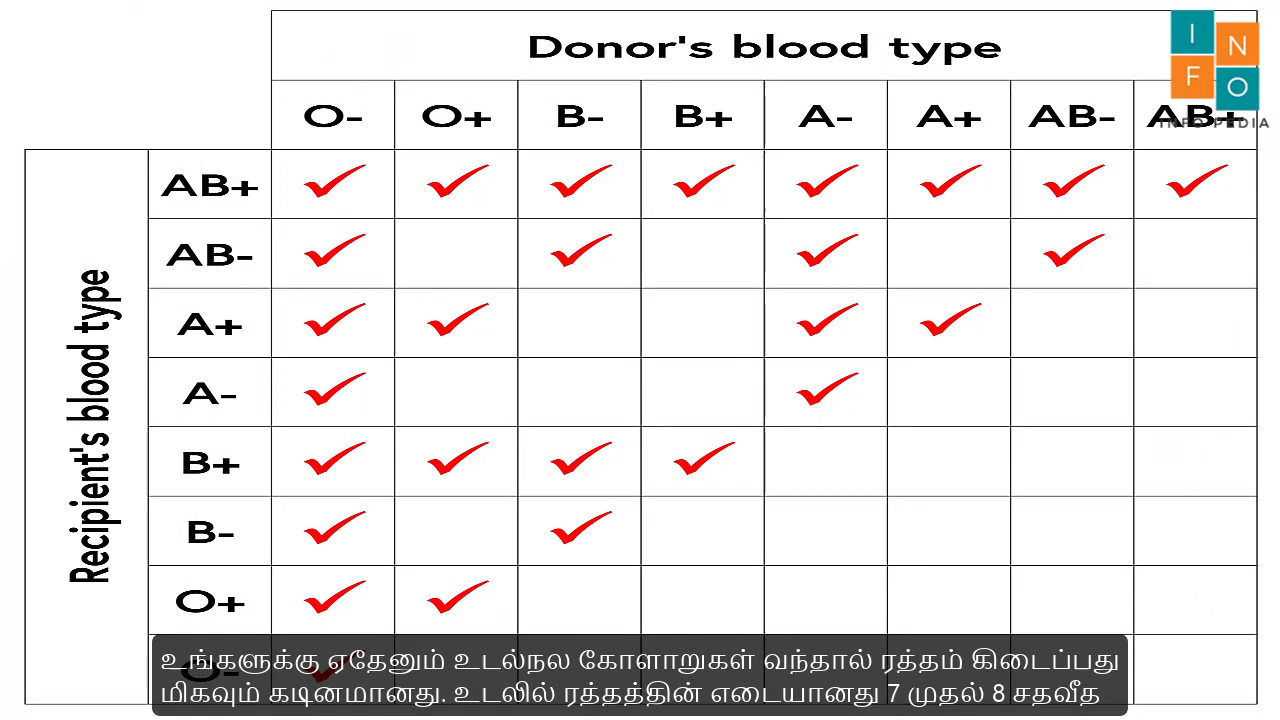 Donor's blood type
I N
F O
INFO PEDIA
O- O+ B- B+ A- A+ AB- AB+
Recipient's blood type
AB+
AB-
A+
A-
B+
B-
O+
O-
உங்களுக்கு ஏதேனும் உடல்நல கோளாறுகள் வந்தால் ரத்தம் கிடைப்பது
மிகவும் கடினமானது. உடலில் ரத்தத்தின் எடையானது 7 முதல் 8 சதவீத